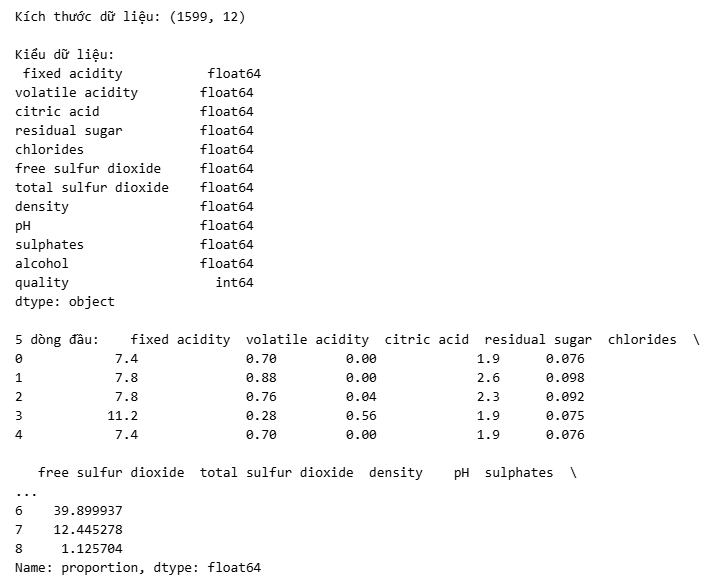 Kích thước dữ liệu: (1599, 12)

Kiểu dữ liệu:
 fixed acidity           float64
volatile acidity        float64
citric acid             float64
residual sugar          float64
chlorides               float64
free sulfur dioxide     float64
total sulfur dioxide    float64
density                 float64
pH                      float64
sulphates               float64
alcohol                 float64
quality                   int64
dtype: object

5 dòng đầu:    fixed acidity  volatile acidity  citric acid  residual sugar  chlorides  \
0            7.4              0.70         0.00             1.9      0.076
1            7.8              0.88         0.00             2.6      0.098
2            7.8              0.76         0.04             2.3      0.092
3           11.2              0.28         0.56             1.9      0.075
4            7.4              0.70         0.00             1.9      0.076

   free sulfur dioxide  total sulfur dioxide  density    pH  sulphates  \
...
6    39.899937
7    12.445278
8     1.125704
Name: proportion, dtype: float64